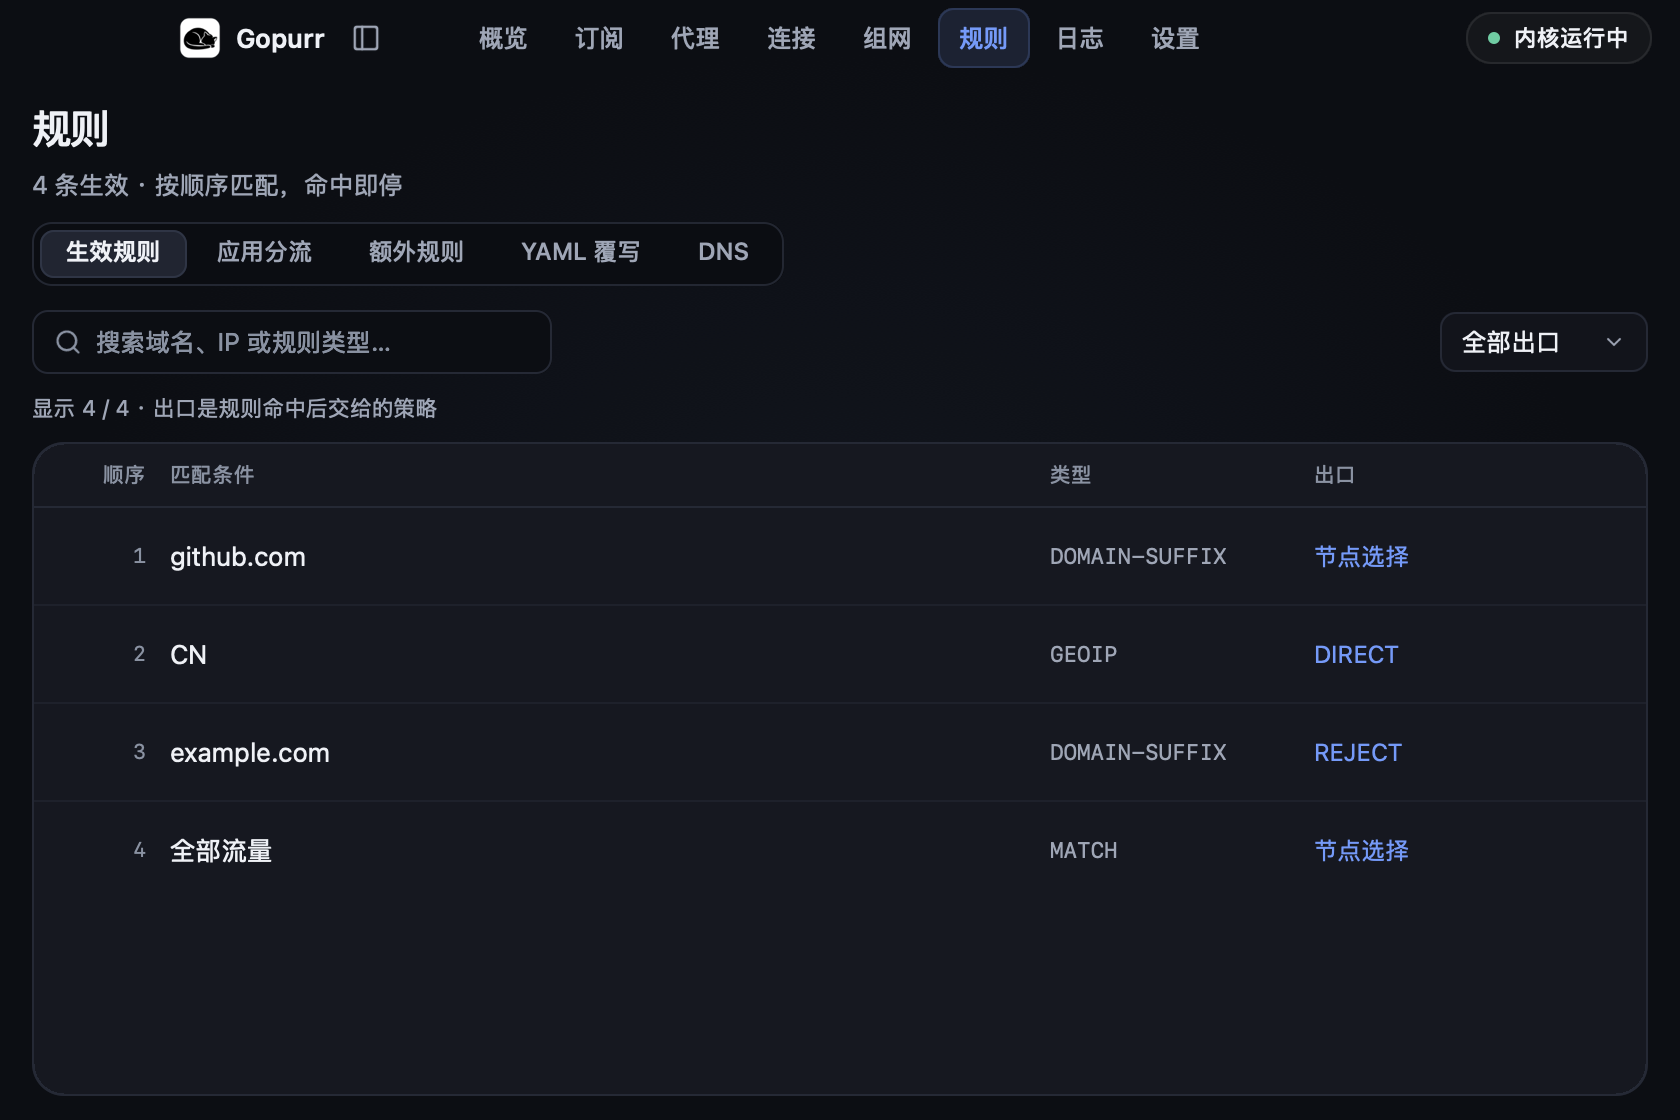 Gopurr 概览 订阅 代理 连接 组网 规则 日志 设置 内核运行中
规则
4 条生效 · 按顺序匹配，命中即停
生效规则 应用分流 额外规则 YAML 覆写 DNS
搜索域名、IP 或规则类型... 全部出口
显示 4 / 4 · 出口是规则命中后交给的策略
顺序 匹配条件 类型 出口
1 github.com DOMAIN-SUFFIX 节点选择
2 CN GEOIP DIRECT
3 example.com DOMAIN-SUFFIX REJECT
4 全部流量 MATCH 节点选择